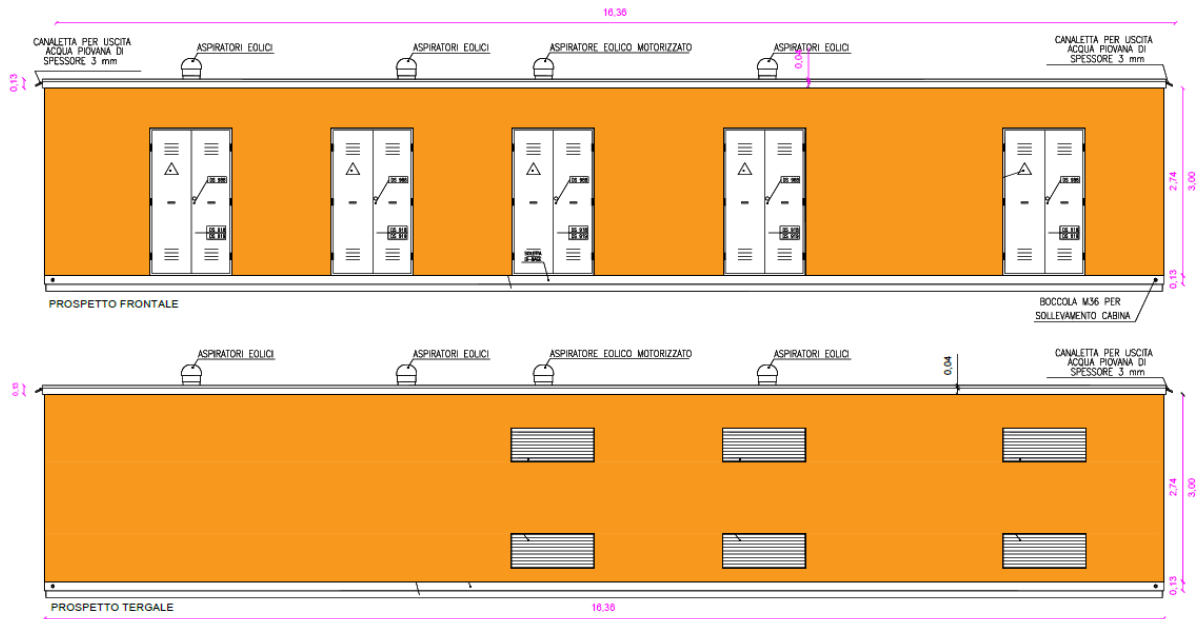 16,36
CANALETTA PER USCITA
ACQUA PIOVANA DI
SPESSORE 3 mm
ASPIRATORI EOLICI
ASPIRATORI EOLICI
ASPIRATORE EOLICO MOTORIZZATO
ASPIRATORI EOLICI
CANALETTA PER USCITA
ACQUA PIOVANA DI
SPESSORE 3 mm
0,13
0,04
2,74
3,00
0,13
PROSPETTO FRONTALE
BOCCOLA M36 PER
SOLLEVAMENTO CABINA
ASPIRATORI EOLICI
ASPIRATORI EOLICI
ASPIRATORE EOLICO MOTORIZZATO
ASPIRATORI EOLICI
0,04
CANALETTA PER USCITA
ACQUA PIOVANA DI
SPESSORE 3 mm
0,13
2,74
3,00
0,13
PROSPETTO TERGALE
16,36